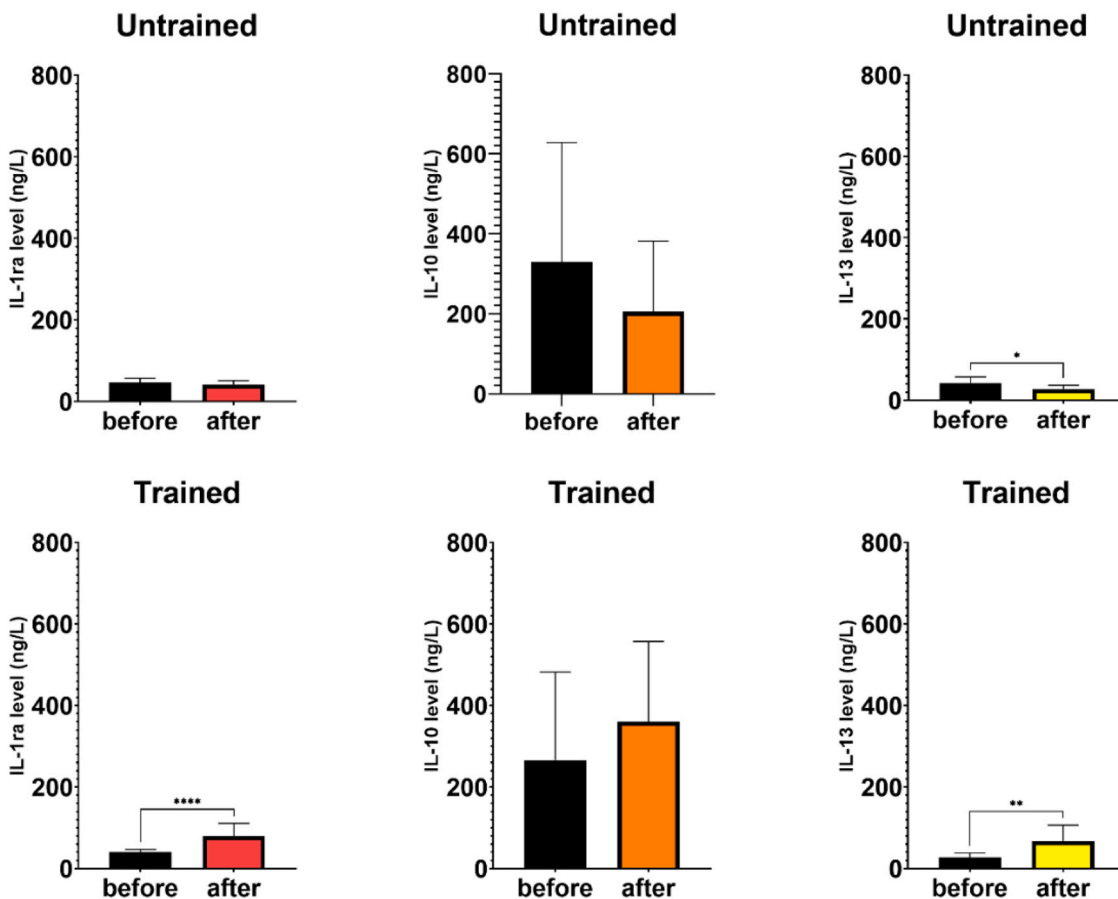 Untrained
Untrained
Untrained
IL-1ra level (ng/L)
800
600
400
200
0
before after
IL-10 level (ng/L)
800
600
400
200
0
before after
IL-13 level (ng/L)
800
600
400
200
0
*
before after
Trained
Trained
Trained
IL-1ra level (ng/L)
800
600
400
200
0
****
before after
IL-10 level (ng/L)
800
600
400
200
0
before after
IL-13 level (ng/L)
800
600
400
200
0
**
before after